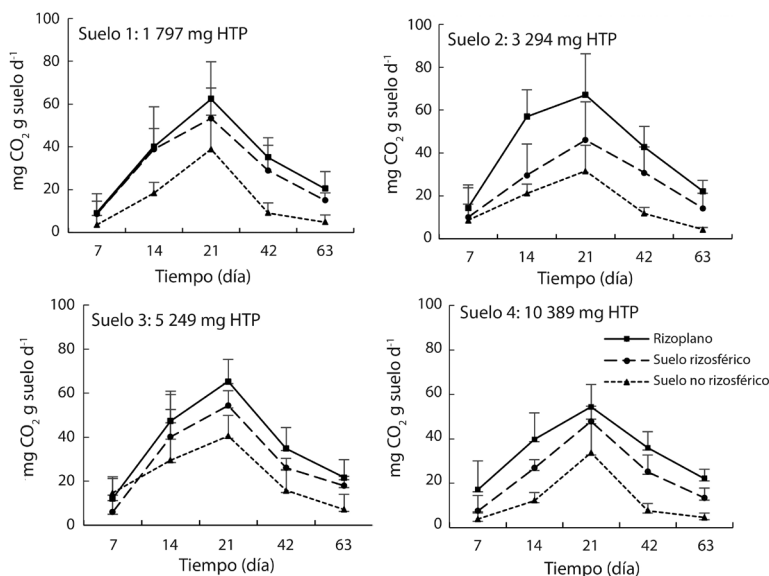 Suelo 1: 1 797 mg HTP
mg CO2 g suelo d-1
100
80
60
40
20
0
7 14 21 42 63
Tiempo (día)
Suelo 2: 3 294 mg HTP
mg CO2 g suelo d-1
100
80
60
40
20
0
7 14 21 42 63
Tiempo (día)
Suelo 3: 5 249 mg HTP
mg CO2 g suelo d-1
100
80
60
40
20
0
7 14 21 42 63
Tiempo (día)
Suelo 4: 10 389 mg HTP
Rizoplano
Suelo rizosférico
Suelo no rizosférico
mg CO2 g suelo d-1
100
80
60
40
20
0
7 14 21 42 63
Tiempo (día)